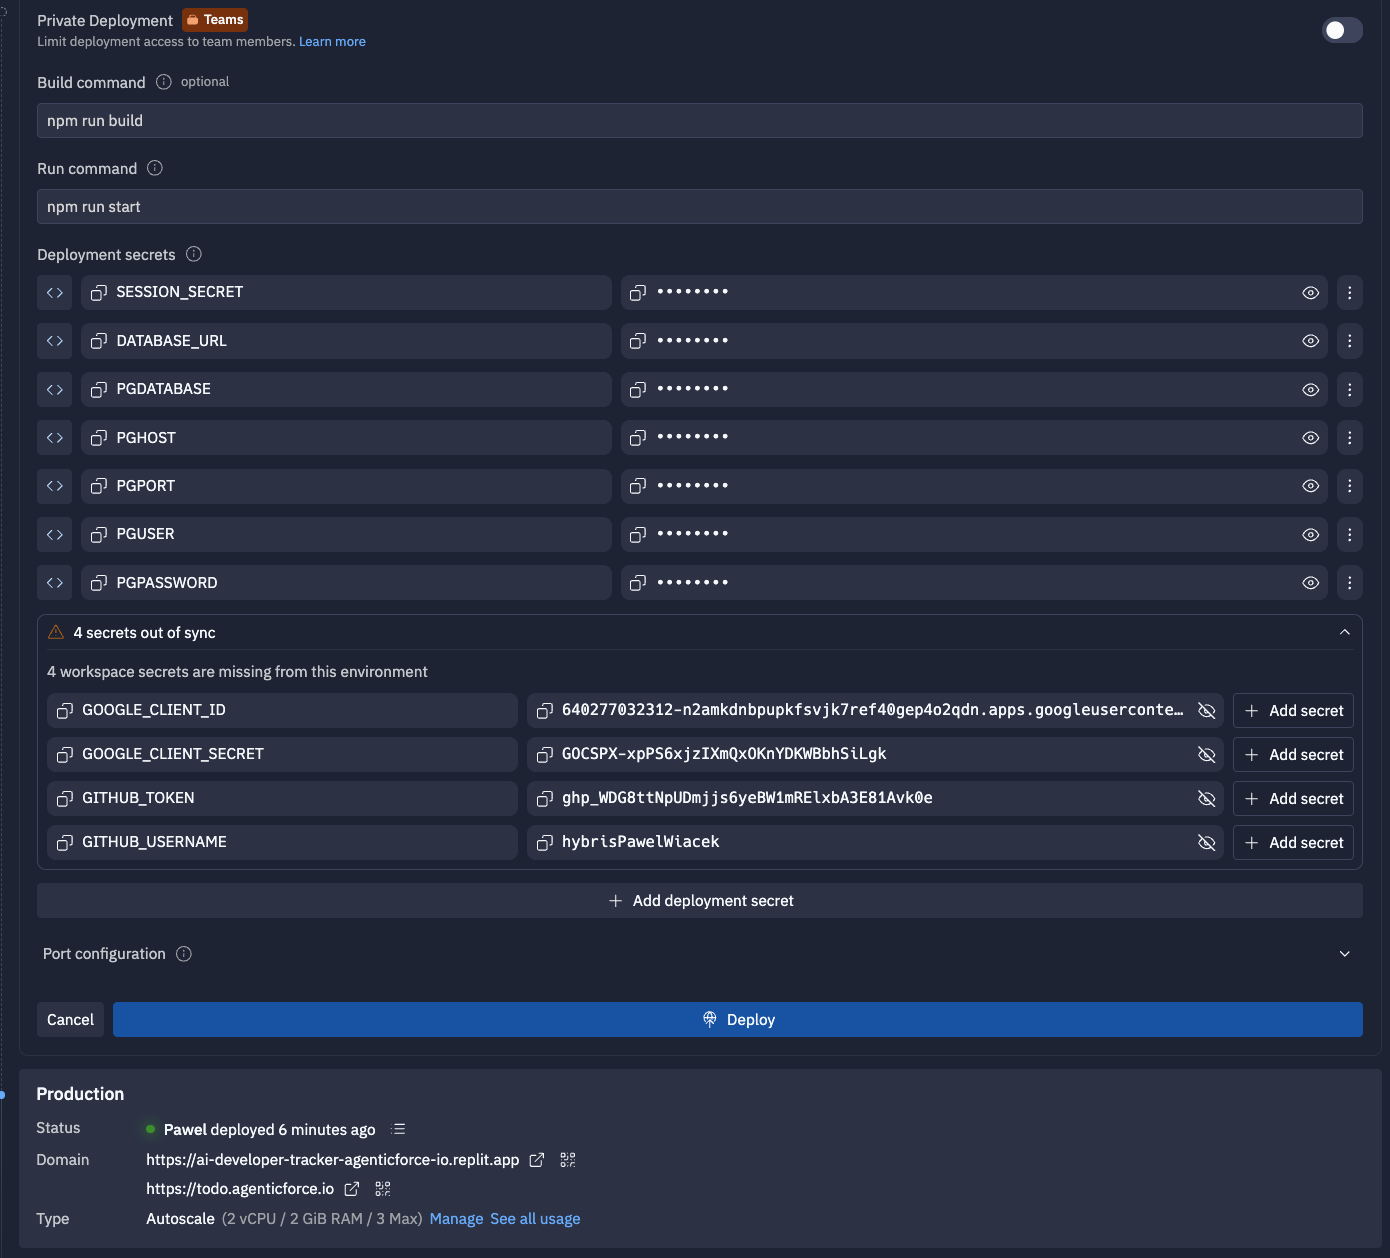 Private Deployment Teams
Limit deployment access to team members. Learn more
Build command optional
npm run build
Run command
npm run start
Deployment secrets
SESSION_SECRET ••••••••
DATABASE_URL ••••••••
PGDATABASE ••••••••
PGHOST ••••••••
PGPORT ••••••••
PGUSER ••••••••
PGPASSWORD ••••••••
4 secrets out of sync
4 workspace secrets are missing from this environment
GOOGLE_CLIENT_ID 640277032312-n2amkdnbpupkfsvjk7ref40gep4o2qdn.apps.googleuserconte… Add secret
GOOGLE_CLIENT_SECRET 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 Add secret
GITHUB_TOKEN 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 Add secret
GITHUB_USERNAME hybrisPawelWiacek Add secret
Add deployment secret
Port configuration
Cancel Deploy
Production
Status Pawel deployed 6 minutes ago
Domain https://ai-developer-tracker-agenticforce-io.replit.app
https://todo.agenticforce.io
Type Autoscale (2 vCPU / 2 GiB RAM / 3 Max) Manage See all usage